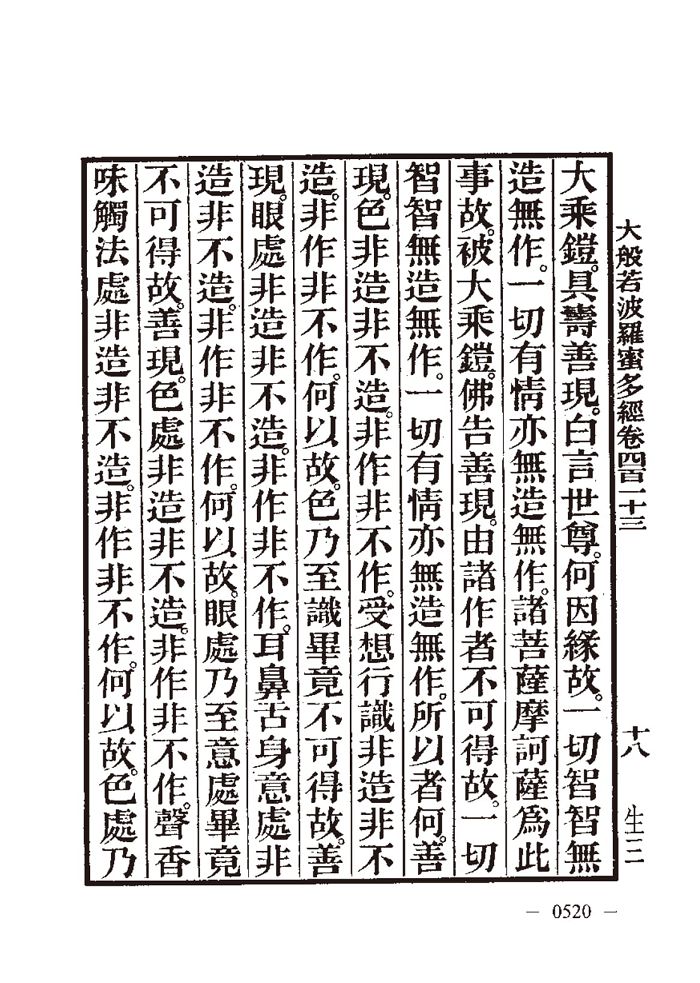 大般若波羅蜜多經卷四百一十三 十八 生三
大乘鎧。具壽善現。白言世尊。何因緣故。一切智智無
造無作。一切有情亦無造無作。諸菩薩摩訶薩為此
事故。被大乘鎧。佛告善現。由諸作者不可得故。一切
智智無造無作。一切有情亦無造無作。所以者何。善
現。色非造非不造。非作非不作。受想行識非造非不
造。非作非不作。何以故。色乃至識畢竟不可得故。善
現。眼處非造非不造。非作非不作。耳鼻舌身意處非
造非不造。非作非不作。何以故。眼處乃至意處畢竟
不可得故。善現。色處非造非不造。非作非不作。聲香
味觸法處非造非不造。非作非不作。何以故。色處乃
— 0520 —